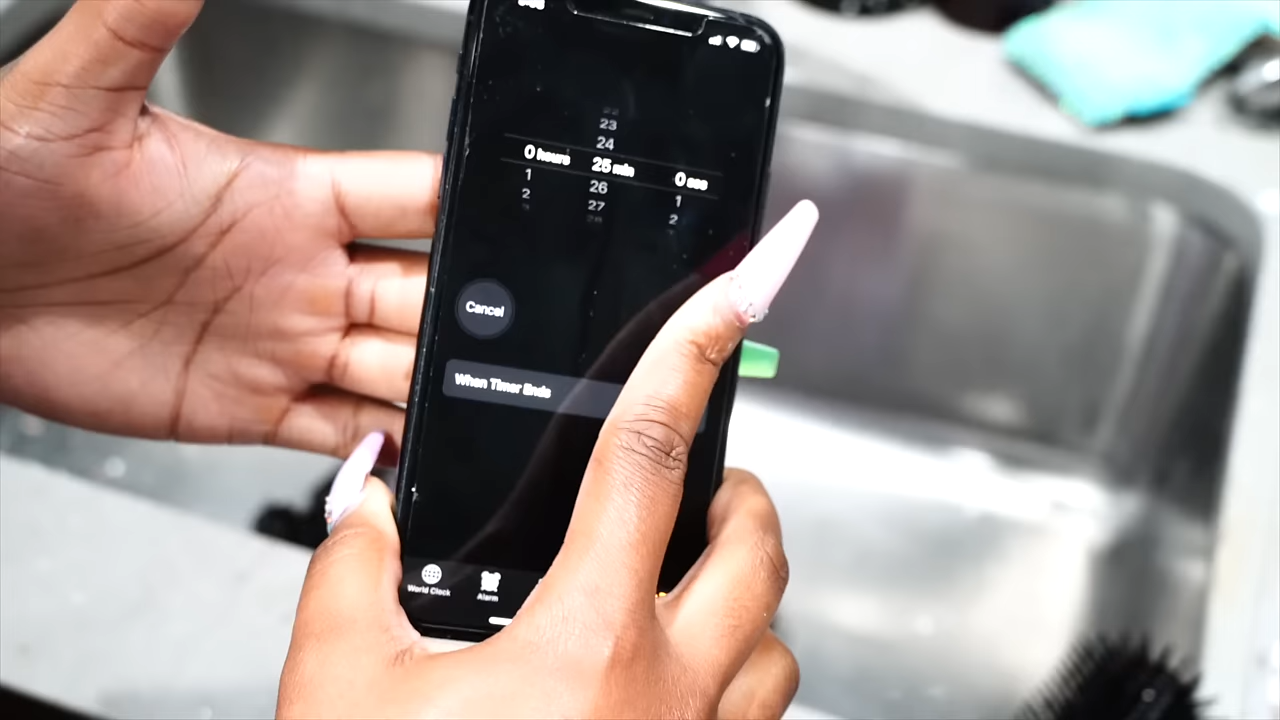 23
24
0 hours 25 min 0 sec
1 26 1
2 27 2
28
Cancel
When Timer Ends
World Clock Alarm